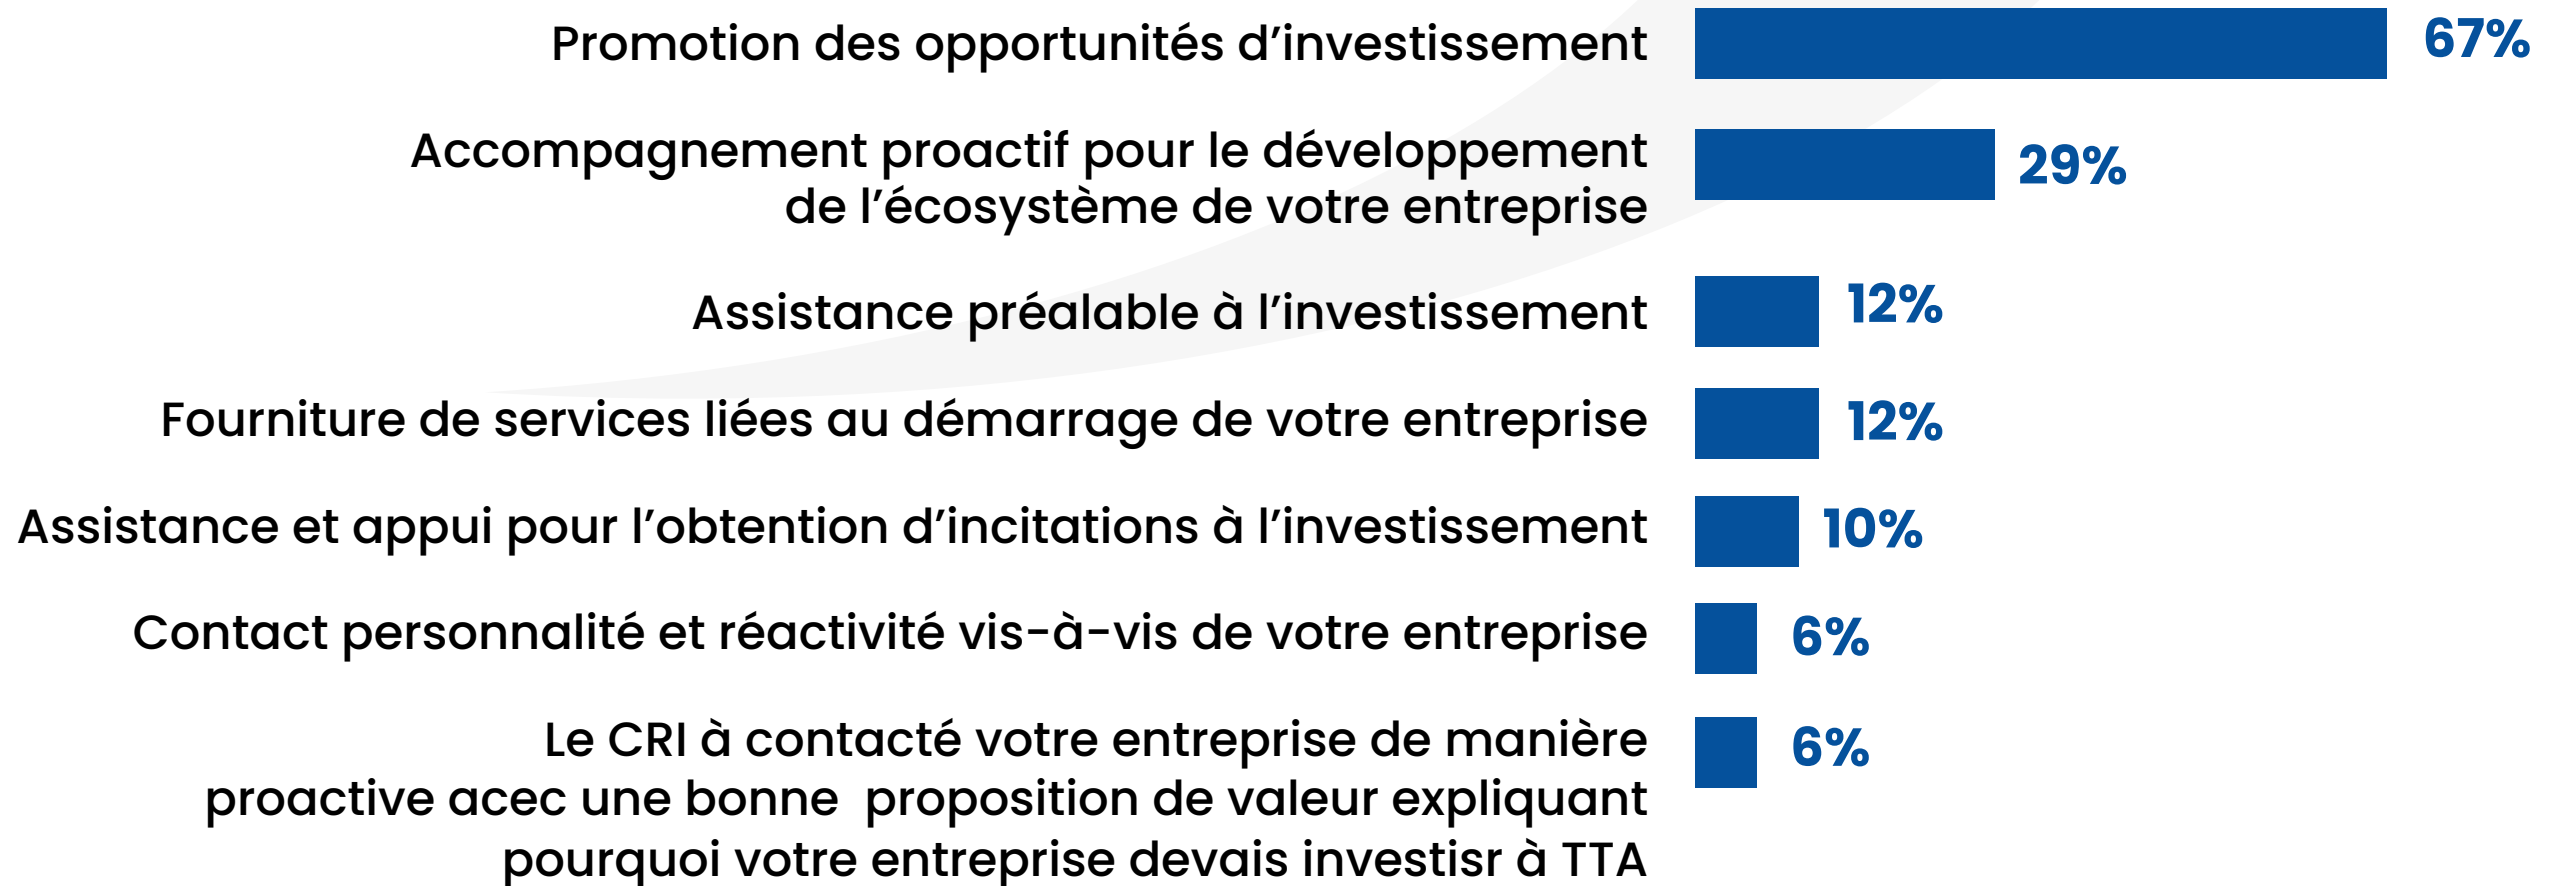 Promotion des opportunités d’investissement
67%
Accompagnement proactif pour le développement
de l’écosystème de votre entreprise
29%
Assistance préalable à l’investissement
12%
Fourniture de services liées au démarrage de votre entreprise
12%
Assistance et appui pour l’obtention d’incitations à l’investissement
10%
Contact personnalité et réactivité vis-à-vis de votre entreprise
6%
Le CRI à contacté votre entreprise de manière
proactive acec une bonne  proposition de valeur expliquant
pourquoi votre entreprise devais investisr à TTA
6%